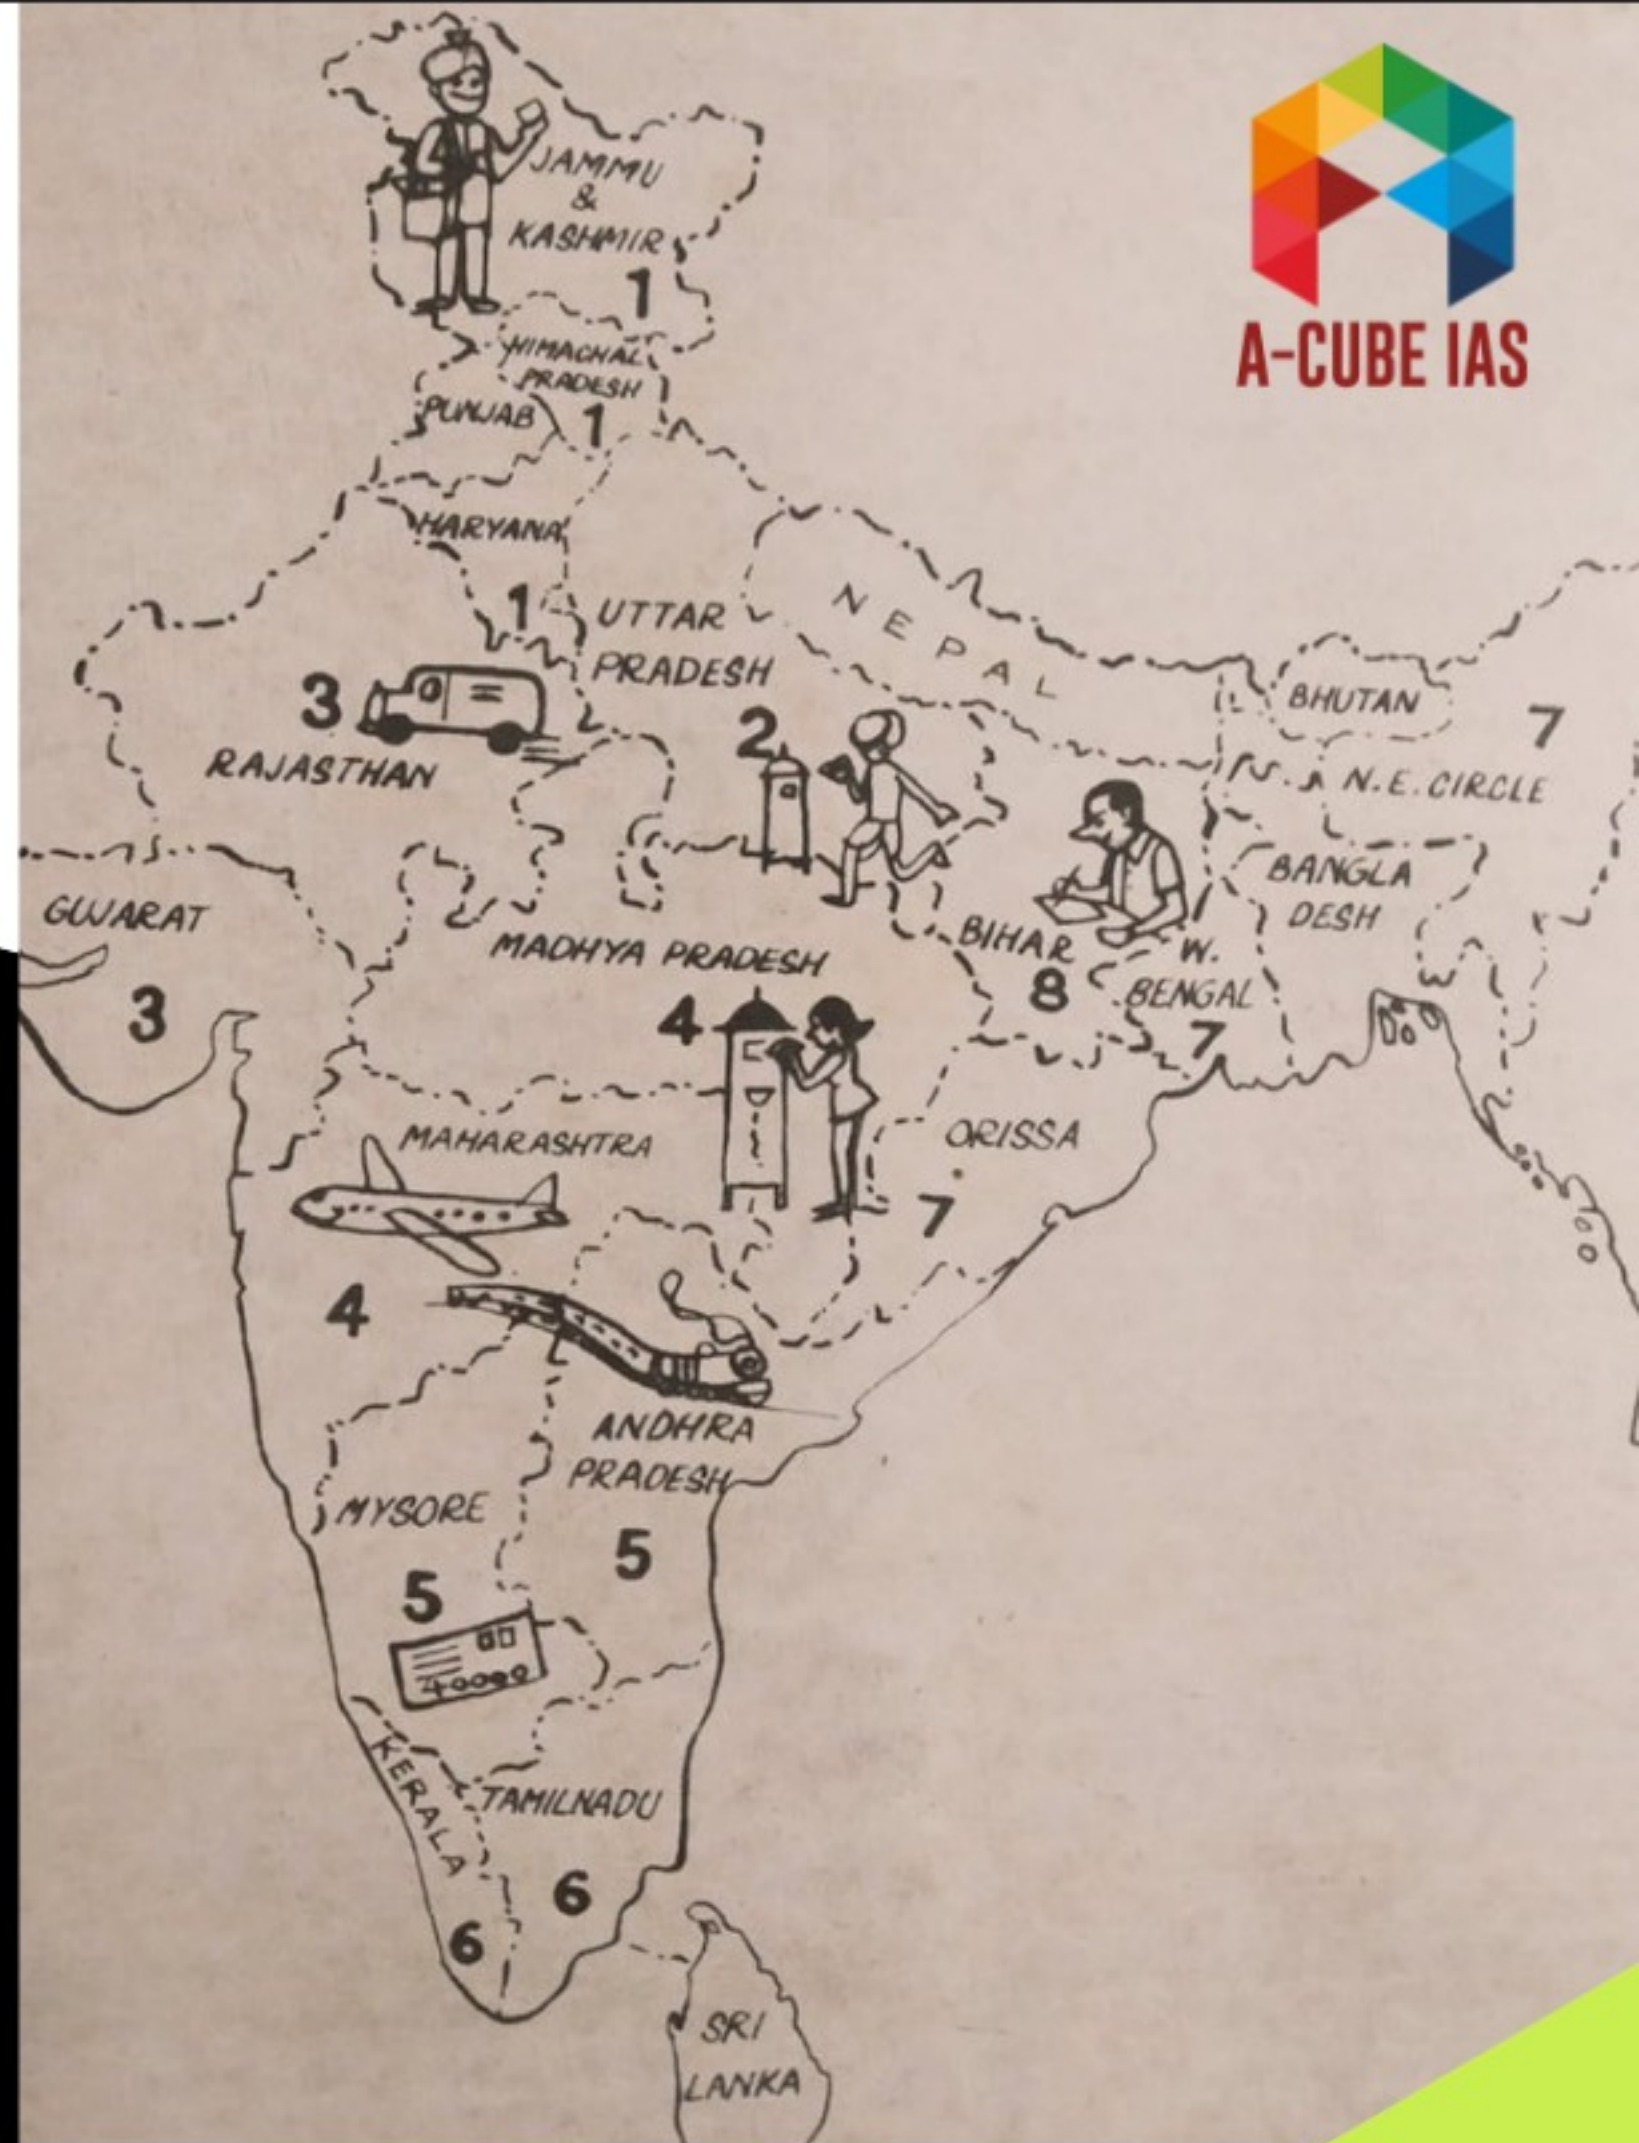 A-CUBE IAS
JAMMU
&
KASHMIR
1
HIMACHAL
PRADESH
1
PUNJAB
HARYANA
1
UTTAR
PRADESH
2
NEPAL
BHUTAN
7
N.E. CIRCLE
3
RAJASTHAN
BANGLA
DESH
GUJARAT
3
MADHYA PRADESH
4
BIHAR
8
W.
BENGAL
7
MAHARASHTRA
4
ORISSA
7
ANDHRA
PRADESH
5
MYSORE
5
KERALA
6
TAMILNADU
6
SRI
LANKA